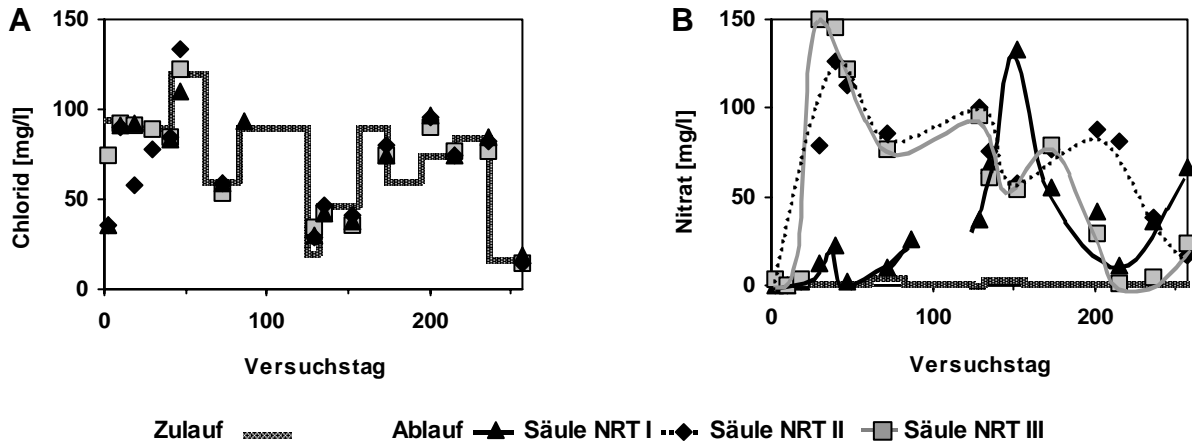 A
Chlorid [mg/l]
150
100
50
0
0 100 200
Versuchstag
B
Nitrat [mg/l]
150
100
50
0
0 100 200
Versuchstag
Zulauf Ablauf Säule NRT I Säule NRT II Säule NRT III